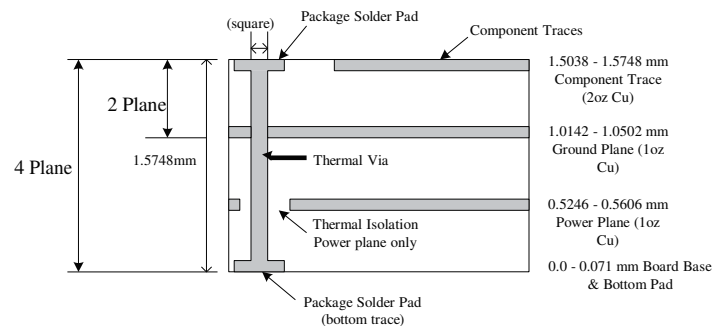 (square)
Package Solder Pad
Component Traces
1.5038 - 1.5748 mm
Component Trace
(2oz Cu)
2 Plane
1.0142 - 1.0502 mm
Ground Plane (1oz
Cu)
4 Plane
1.5748mm
Thermal Via
0.5246 - 0.5606 mm
Power Plane (1oz
Cu)
Thermal Isolation
Power plane only
0.0 - 0.071 mm Board Base
& Bottom Pad
Package Solder Pad
(bottom trace)